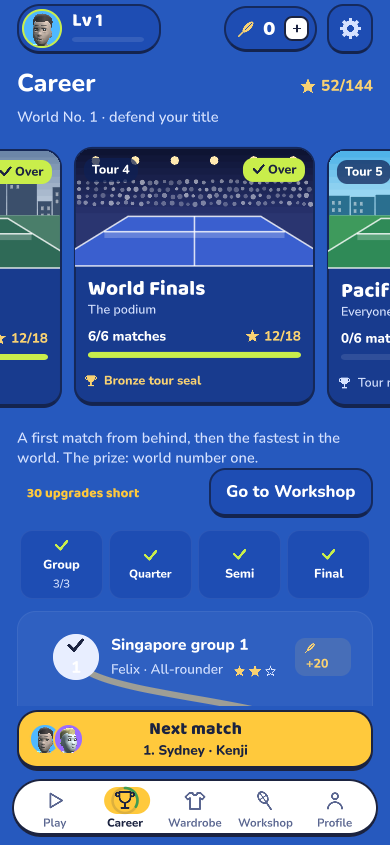 Lv 1
0
+
Career
52/144
World No. 1 · defend your title
Over
Tour 4
Over
Tour 5
World Finals
Pacif
The podium
Everyone
12/18
6/6 matches
12/18
0/6 mat
Bronze tour seal
Tour r
A first match from behind, then the fastest in the
world. The prize: world number one.
30 upgrades short
Go to Workshop
Group
3/3
Quarter
Semi
Final
1
Singapore group 1
Felix · All-rounder
+20
Next match
1. Sydney · Kenji
Play
Career
Wardrobe
Workshop
Profile